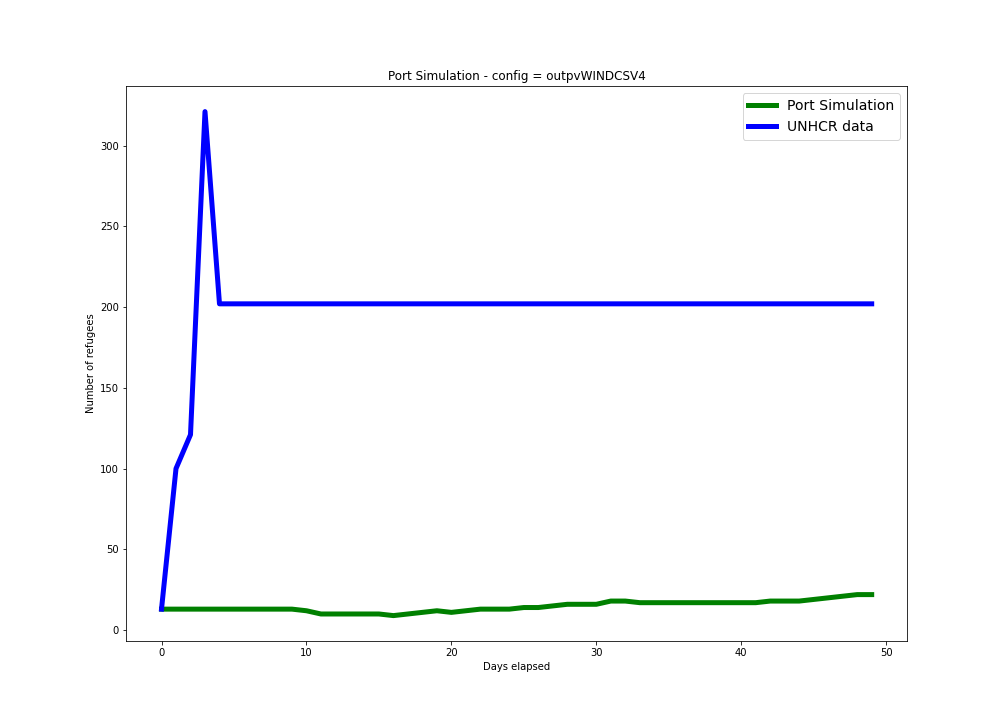 Port Simulation - config = outpvWINDCSV4
Port Simulation
UNHCR data
300
250
200
150
100
50
0
Number of refugees
0 10 20 30 40 50
Days elapsed